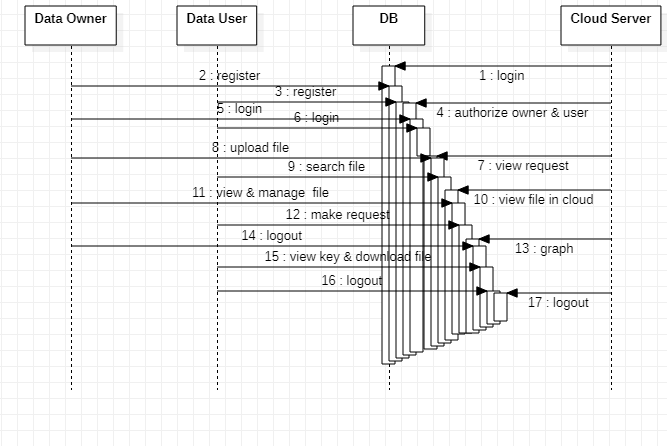 Data Owner
Data User
DB
Cloud Server
1 : login
2 : register
3 : register
4 : authorize owner & user
5 : login
6 : login
7 : view request
8 : upload file
9 : search file
10 : view file in cloud
11 : view & manage file
12 : make request
13 : graph
14 : logout
15 : view key & download file
16 : logout
17 : logout